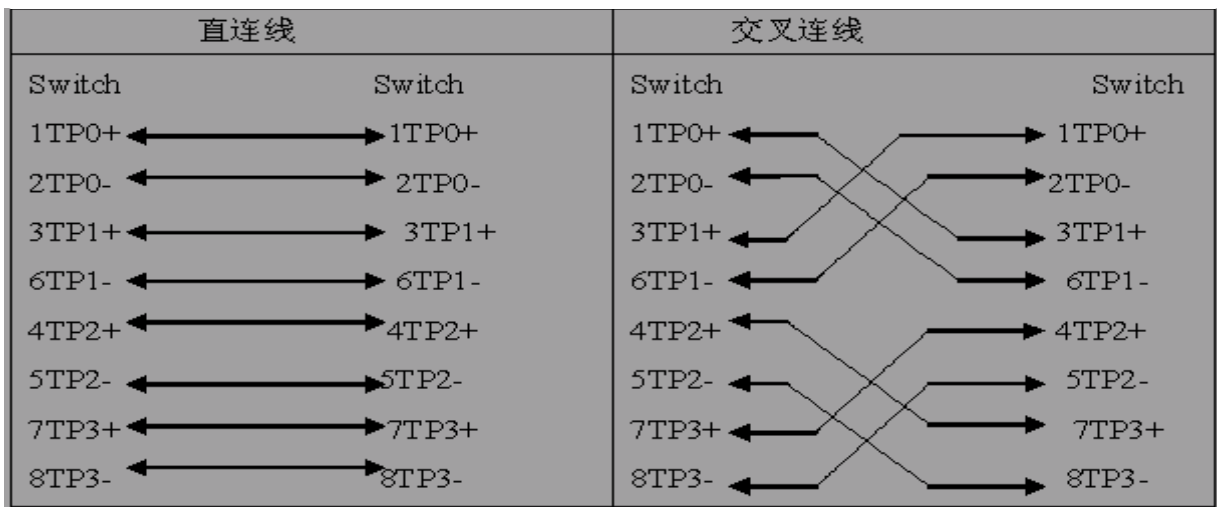 直连线 交叉连线
Switch Switch Switch Switch
1TP0+ 1TP0+ 1TP0+ 1TP0+
2TP0- 2TP0- 2TP0- 2TP0-
3TP1+ 3TP1+ 3TP1+ 3TP1+
6TP1- 6TP1- 6TP1- 6TP1-
4TP2+ 4TP2+ 4TP2+ 4TP2+
5TP2- 5TP2- 5TP2- 5TP2-
7TP3+ 7TP3+ 7TP3+ 7TP3+
8TP3- 8TP3- 8TP3- 8TP3-